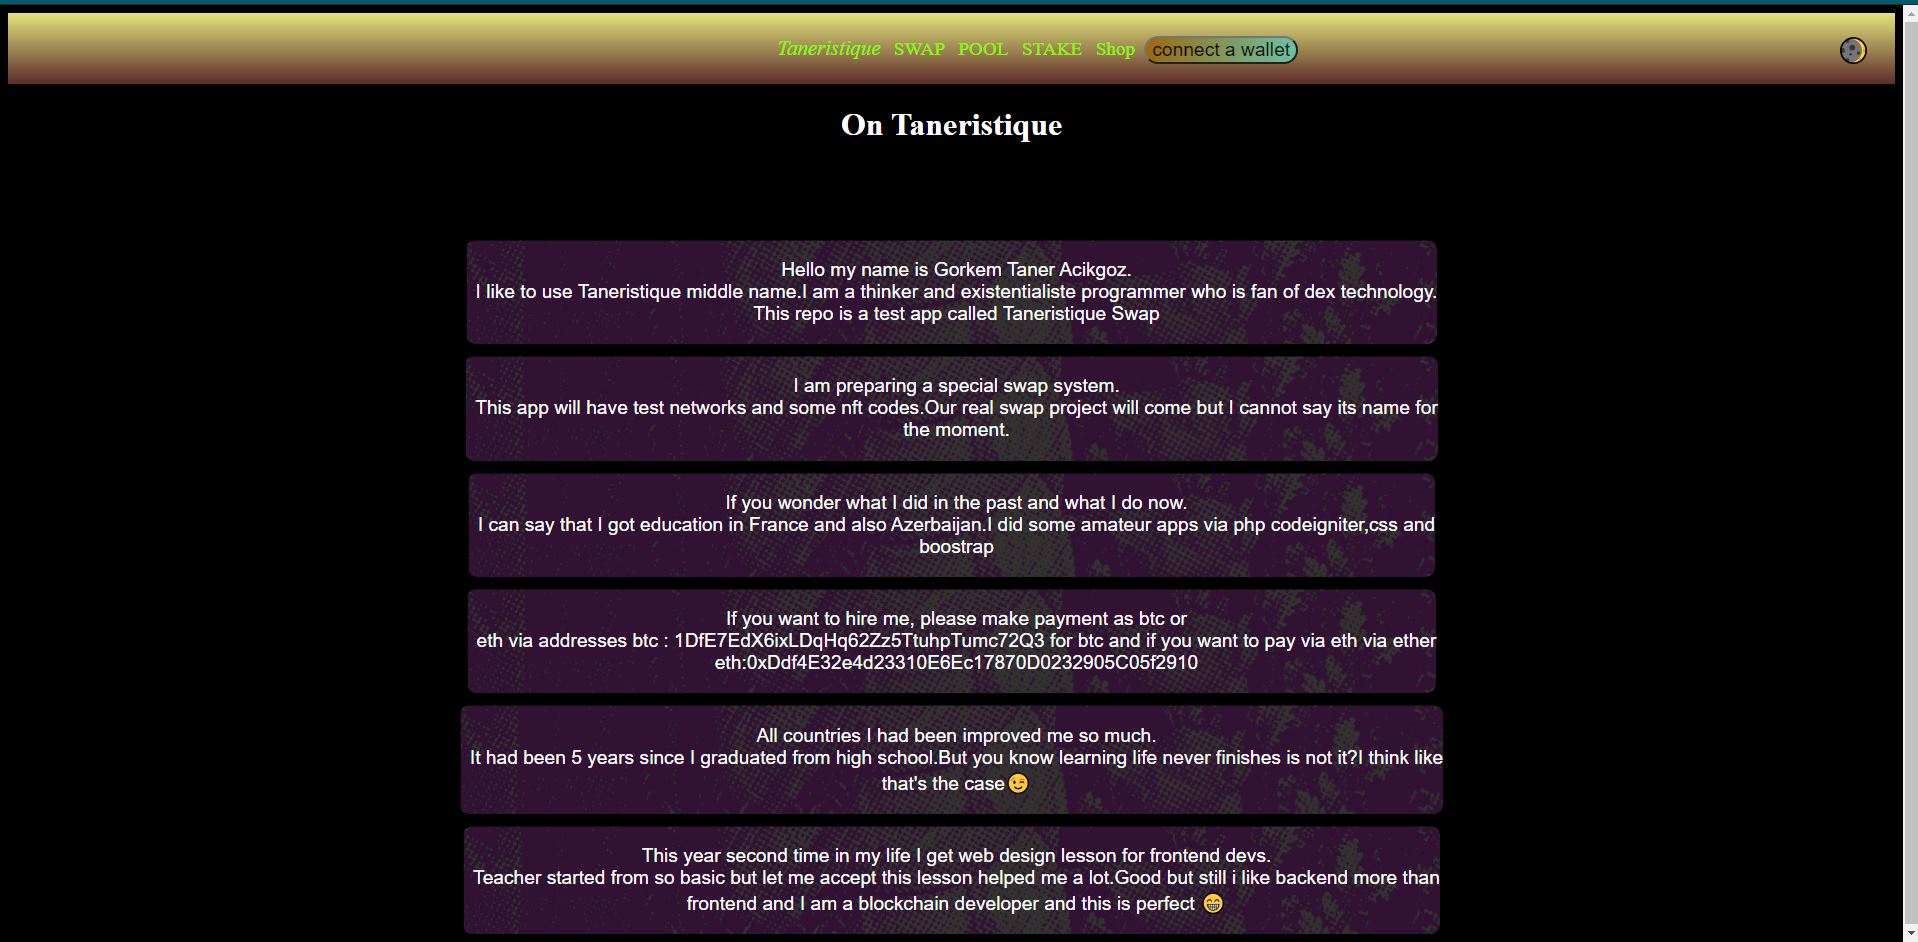 Taneristique SWAP POOL STAKE Shop connect a wallet
On Taneristique
Hello my name is Gorkem Taner Acikgoz.
I like to use Taneristique middle name.I am a thinker and existentialiste programmer who is fan of dex technology.
This repo is a test app called Taneristique Swap
I am preparing a special swap system.
This app will have test networks and some nft codes.Our real swap project will come but I cannot say its name for
the moment.
If you wonder what I did in the past and what I do now.
I can say that I got education in France and also Azerbaijan.I did some amateur apps via php codeigniter,css and
boostrap
If you want to hire me, please make payment as btc or
eth via addresses btc : 1DfE7EdX6ixLDqHq62Zz5TtuhpTumc72Q3 for btc and if you want to pay via eth via ether
eth:0xDdf4E32e4d23310E6Ec17870D0232905C05f2910
All countries I had been improved me so much.
It had been 5 years since I graduated from high school.But you know learning life never finishes is not it?I think like
that's the case😉
This year second time in my life I get web design lesson for frontend devs.
Teacher started from so basic but let me accept this lesson helped me a lot.Good but still i like backend more than
frontend and I am a blockchain developer and this is perfect 😁